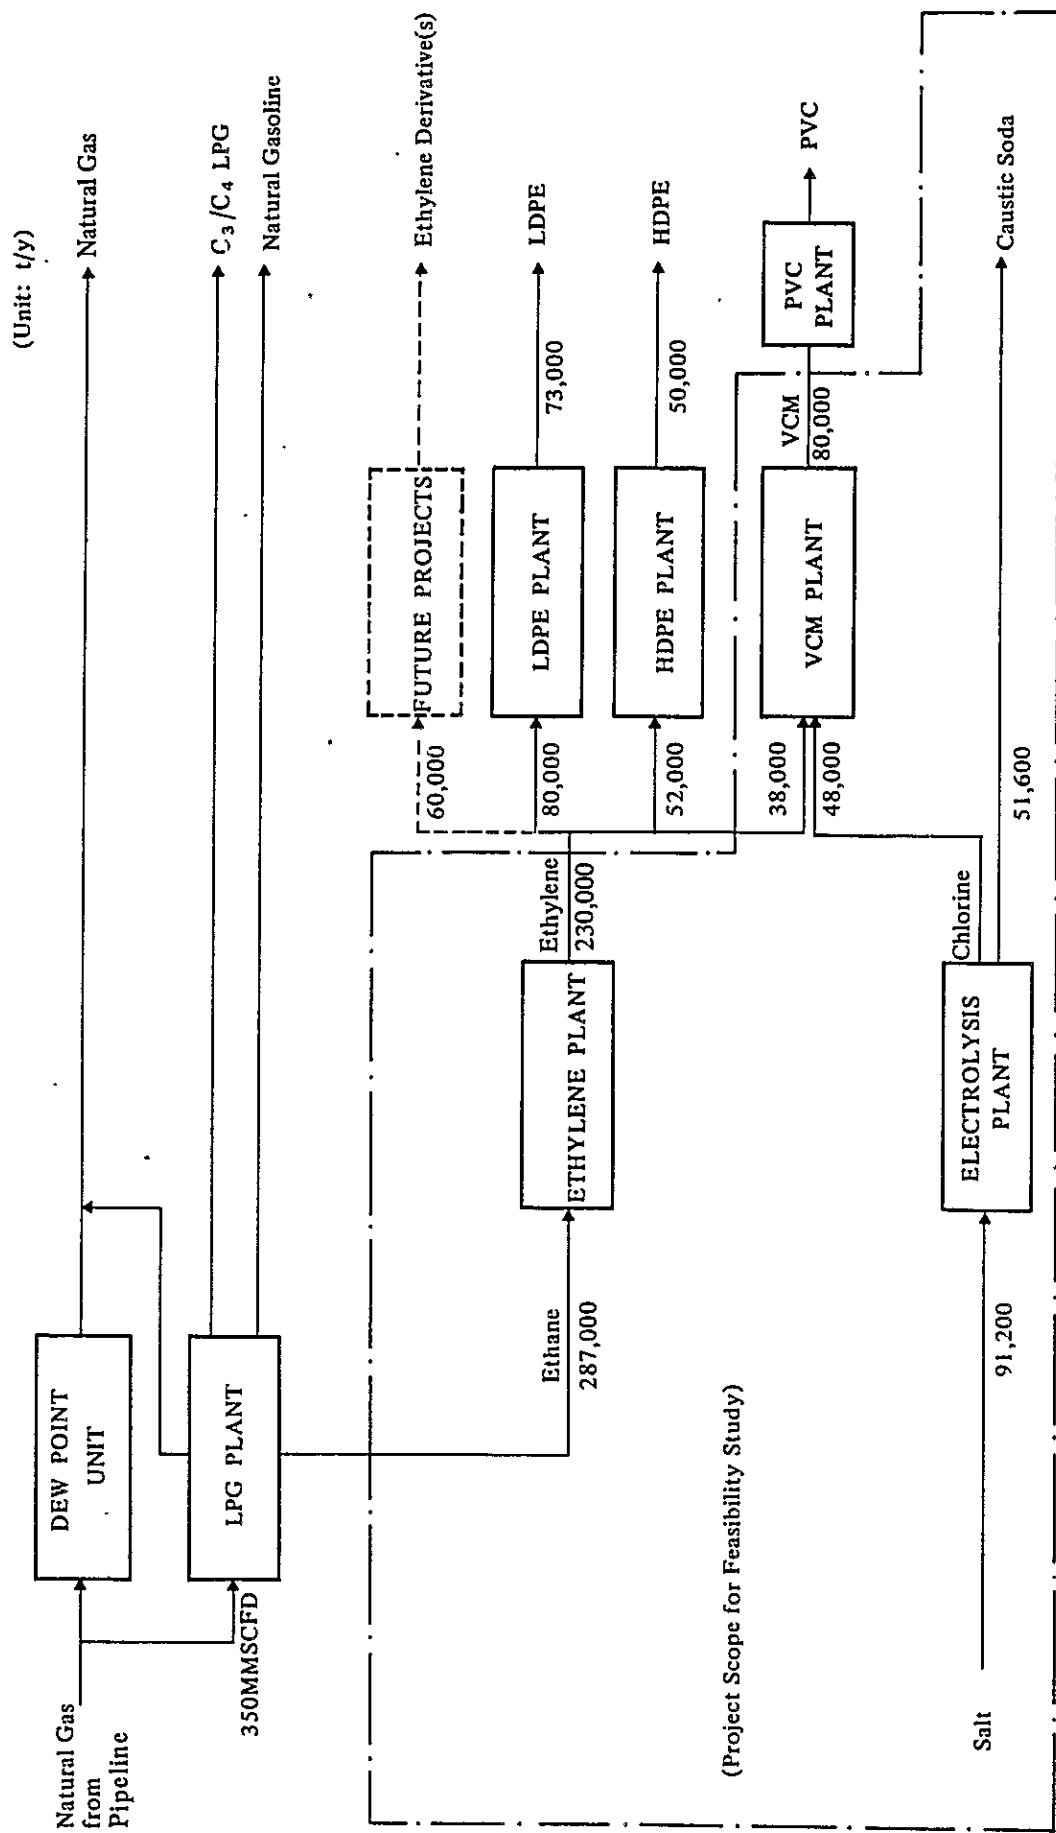 (Unit: t/y)
Natural Gas
from
Pipeline
DEW POINT
UNIT
Natural Gas
350MMSCFD
LPG PLANT
C₃/C₄ LPG
Natural Gasoline
60,000
FUTURE PROJECTS
Ethylene Derivative(s)
Ethane
287,000
ETHYLENE PLANT
Ethylene
230,000
80,000
LDPE PLANT
73,000
LDPE
52,000
HDPE PLANT
50,000
HDPE
(Project Scope for Feasibility Study)
38,000
48,000
VCM PLANT
VCM
80,000
PVC
PLANT
PVC
Salt
91,200
ELECTROLYSIS
PLANT
Chlorine
51,600
Caustic Soda